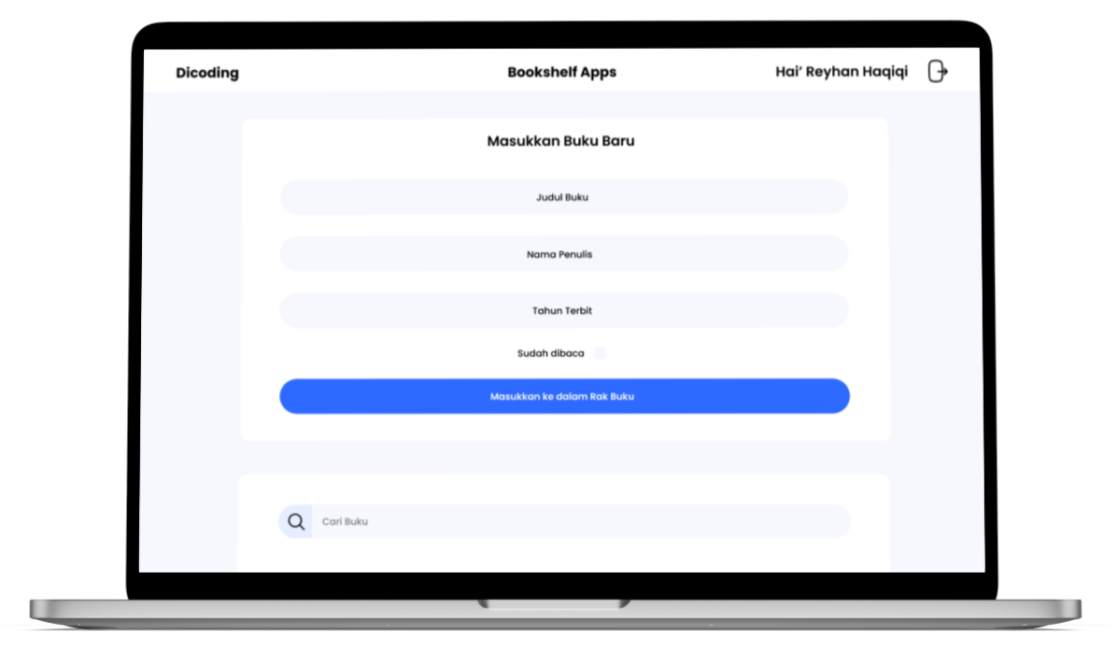 Dicoding
Bookshelf Apps
Hai' Reyhan Haqiqi
Masukkan Buku Baru
Judul Buku
Nama Penulis
Tahun Terbit
Sudah dibaca
Masukkan ke dalam Rak Buku
Cari Buku